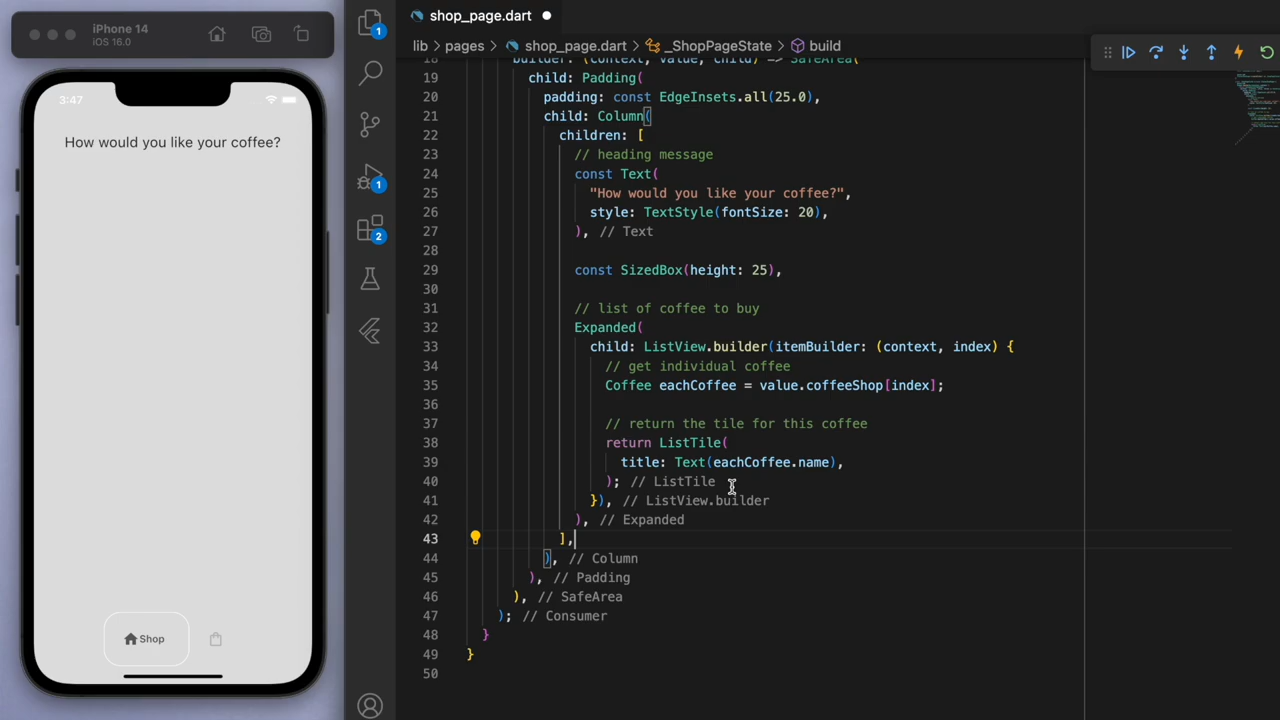 iPhone 14
iOS 16.0
3:47
How would you like your coffee?
Shop
1
1
2
shop_page.dart
lib > pages > shop_page.dart > _ShopPageState > build
18 builder: (context, value, child) => SafeArea(
19 child: Padding(
20 padding: const EdgeInsets.all(25.0),
21 child: Column(
22 children: [
23 // heading message
24 const Text(
25 "How would you like your coffee?",
26 style: TextStyle(fontSize: 20),
27 ), // Text
28
29 const SizedBox(height: 25),
30
31 // list of coffee to buy
32 Expanded(
33 child: ListView.builder(itemBuilder: (context, index) {
34 // get individual coffee
35 Coffee eachCoffee = value.coffeeShop[index];
36
37 // return the tile for this coffee
38 return ListTile(
39 title: Text(eachCoffee.name),
40 ); // ListTile
41 }), // ListView.builder
42 ), // Expanded
43 ],
44 ), // Column
45 ), // Padding
46 ), // SafeArea
47 ); // Consumer
48 }
49 }
50